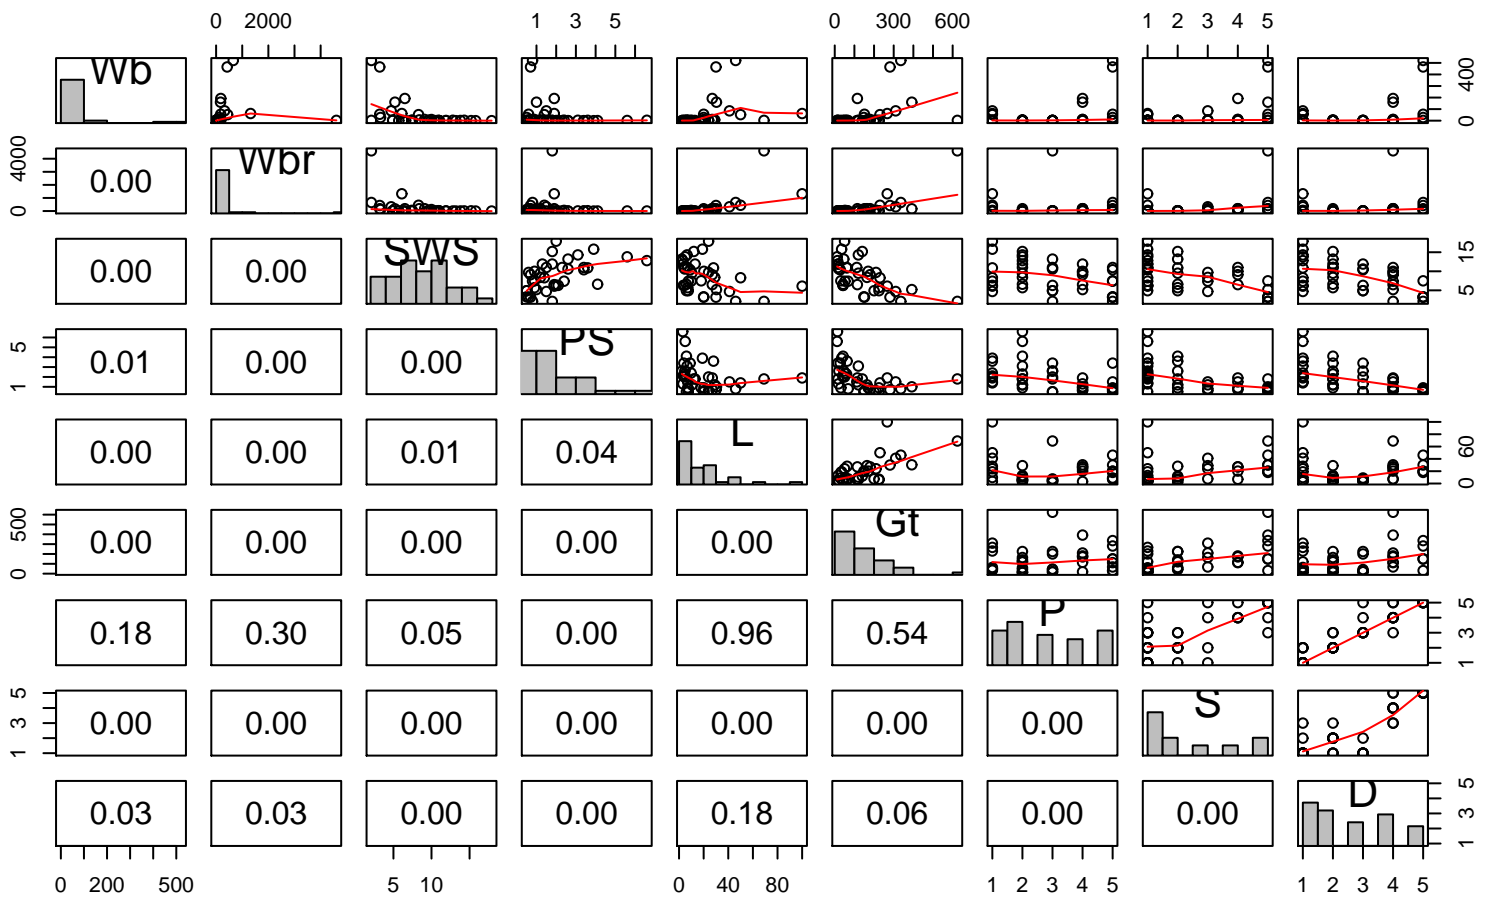 0 2000 1 3 5 0 300 600 1 2 3 4 5
Wb 0 400
0 4000 0.00 Wbr
0.00 0.00 SWS 5 15
1 5 0.01 0.00 0.00 PS
0.00 0.00 0.01 0.04 L 0 60
0 500 0.00 0.00 0.00 0.00 0.00 Gt
0.18 0.30 0.05 0.00 0.96 0.54 P 1 3 5
1 3 5 0.00 0.00 0.00 0.00 0.00 0.00 0.00 S
0.03 0.03 0.00 0.00 0.18 0.06 0.00 0.00 D 1 3 5
0 200 500 5 10 0 40 80 1 2 3 4 5 1 2 3 4 5